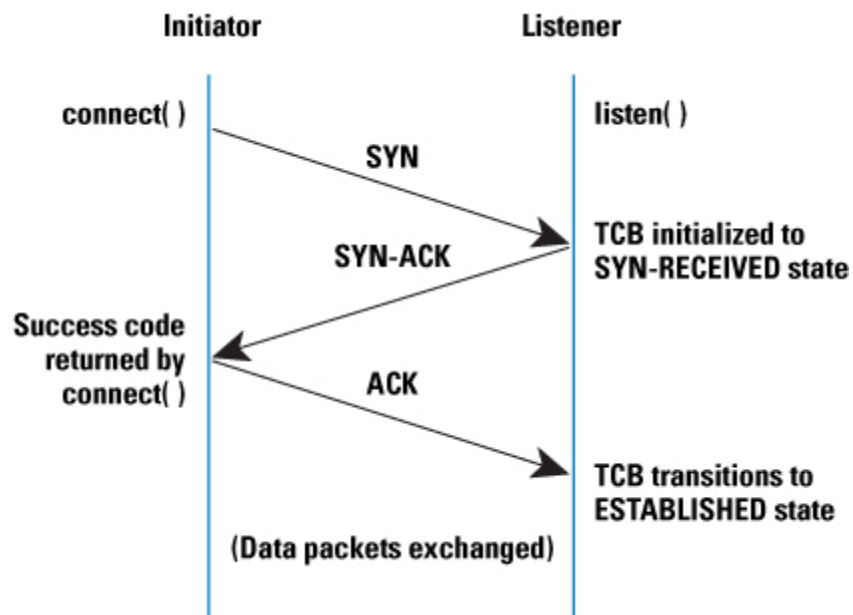 Initiator
Listener
connect( )
listen( )
SYN
TCB initialized to
SYN-RECEIVED state
SYN-ACK
Success code
returned by
connect( )
ACK
TCB transitions to
ESTABLISHED state
(Data packets exchanged)